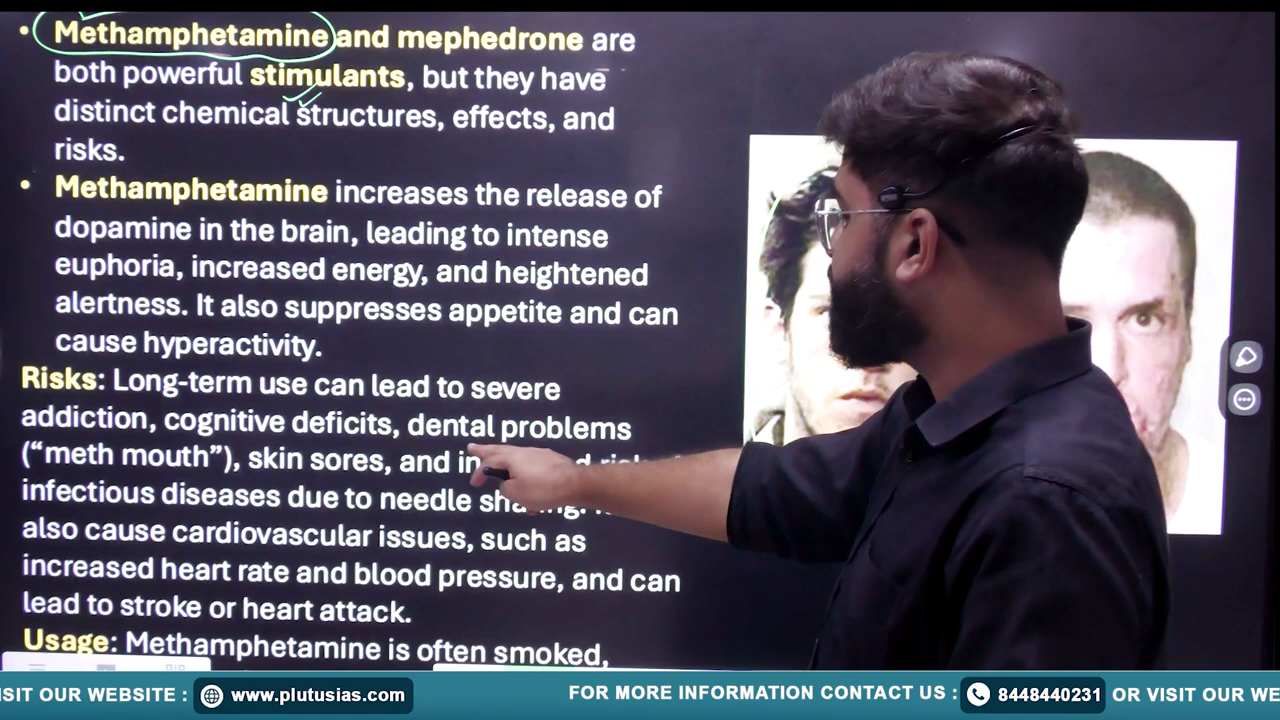 • Methamphetamine and mephedrone are
both powerful stimulants, but they have
distinct chemical structures, effects, and
risks.
• Methamphetamine increases the release of
dopamine in the brain, leading to intense
euphoria, increased energy, and heightened
alertness. It also suppresses appetite and can
cause hyperactivity.
Risks: Long-term use can lead to severe
addiction, cognitive deficits, dental problems
(“meth mouth”), skin sores, and
infectious diseases due to needle
also cause cardiovascular issues, such as
increased heart rate and blood pressure, and can
lead to stroke or heart attack.
Usage: Methamphetamine is often smoked,
ISIT OUR WEBSITE : www.plutusias.com FOR MORE INFORMATION CONTACT US : 8448440231 OR VISIT OUR WE